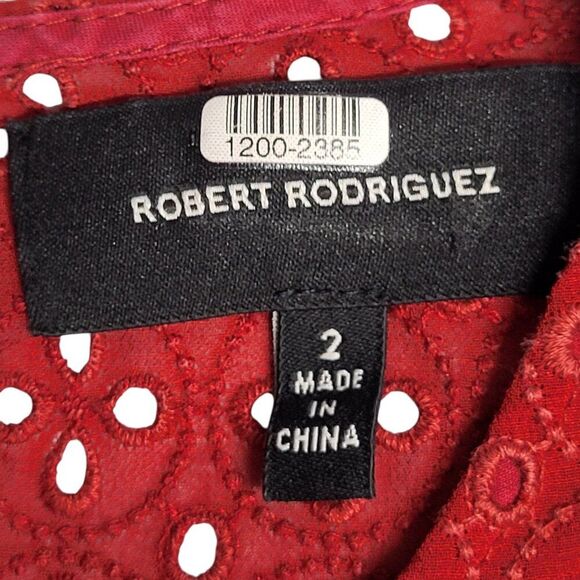 1200-2385
ROBERT RODRIGUEZ
2
MADE
IN
CHINA